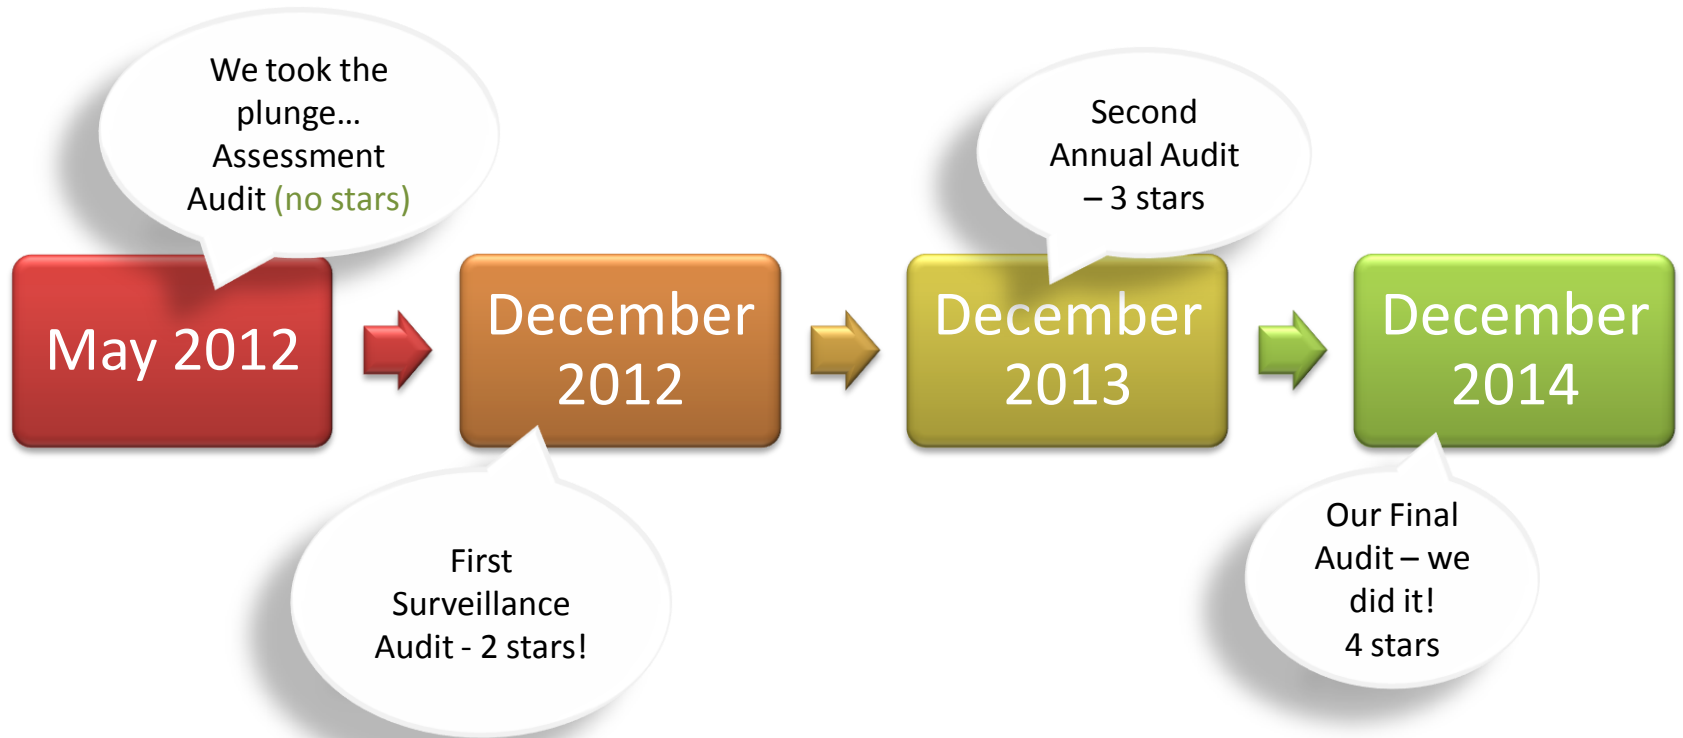 We took the
plunge…
Assessment
Audit (no stars)
Second
Annual Audit
– 3 stars
May 2012
December
2012
December
2013
December
2014
First
Surveillance
Audit - 2 stars!
Our Final
Audit – we
did it!
4 stars